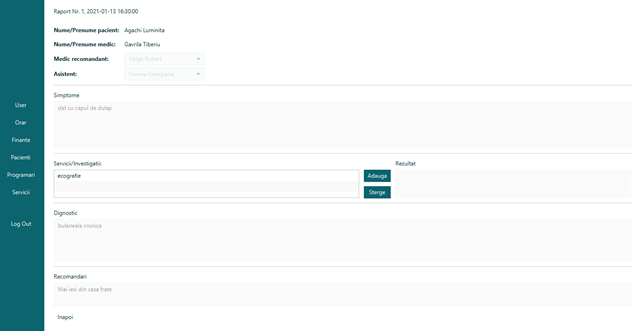 Raport Nr. 1, 2021-01-13 16:30:00
Nume/Prenume pacient: Agachi Luminita
Nume/Prenume medic: Gavrila Tiberiu
Medic recomandant: Varga Robert
Asistent: Cornea Georgiana
User
Orar
Finante
Pacienti
Programari
Servicii
Log Out
Simptome
dat cu capul de dulap
Servicii/Investigatii:
Rezultat
ecografie
Adauga
Sterge
Dignostic
bulaneala cronica
Recomandari
Mai iesi din casa frate
Inapoi